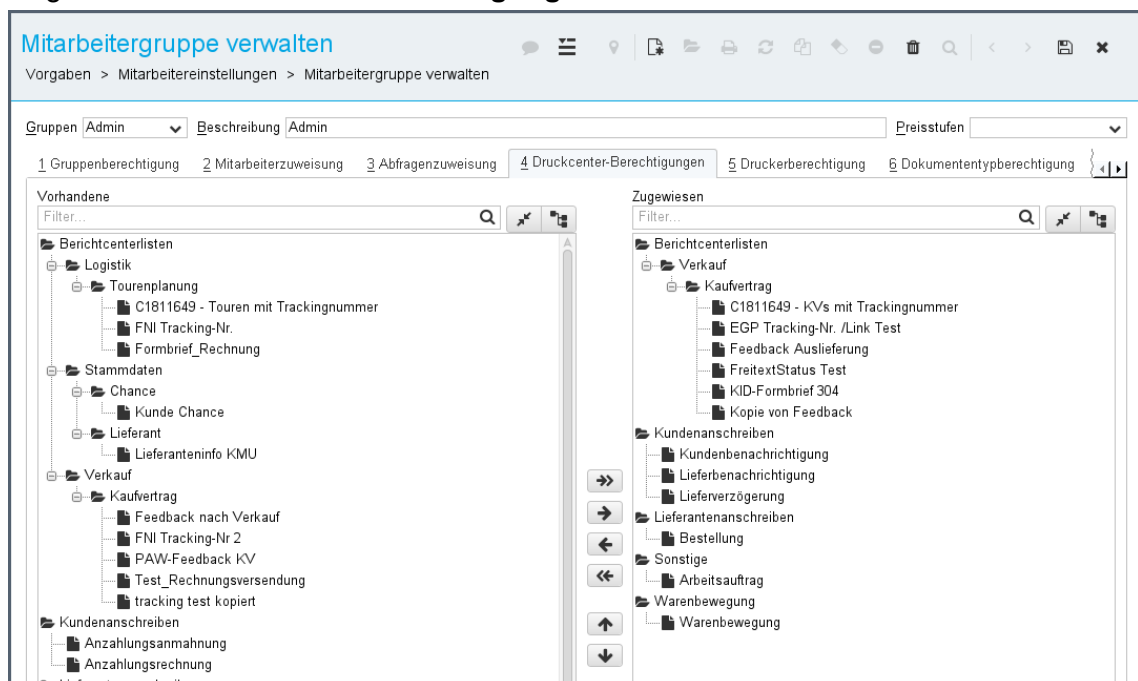 Mitarbeitergruppe verwalten
Vorgaben > Mitarbeitereinstellungen > Mitarbeitergruppe verwalten
Gruppen Admin Beschreibung Admin Preisstufen
1 Gruppenberechtigung 2 Mitarbeiterzuweisung 3 Abfragenzuweisung 4 Druckcenter-Berechtigungen 5 Druckerberechtigung 6 Dokumententypberechtigung
Vorhandene
Filter...
Berichtcenterlisten
Logistik
Tourenplanung
C1811649 - Touren mit Trackingnummer
FNI Tracking-Nr.
Formbrief_Rechnung
Stammdaten
Chance
Kunde Chance
Lieferant
Lieferanteninfo KMU
Verkauf
Kaufvertrag
Feedback nach Verkauf
FNI Tracking-Nr 2
PAW-Feedback KV
Test_Rechnungsversendung
tracking test kopiert
Kundenanschreiben
Anzahlungsanmahnung
Anzahlungsrechnung
Zugewiesen
Filter...
Berichtcenterlisten
Verkauf
Kaufvertrag
C1811649 - KVs mit Trackingnummer
EGP Tracking-Nr. /Link Test
Feedback Auslieferung
FreitextStatus Test
KID-Formbrief 304
Kopie von Feedback
Kundenanschreiben
Kundenbenachrichtigung
Lieferbenachrichtigung
Lieferverzögerung
Lieferantenanschreiben
Bestellung
Sonstige
Arbeitsauftrag
Warenbewegung
Warenbewegung